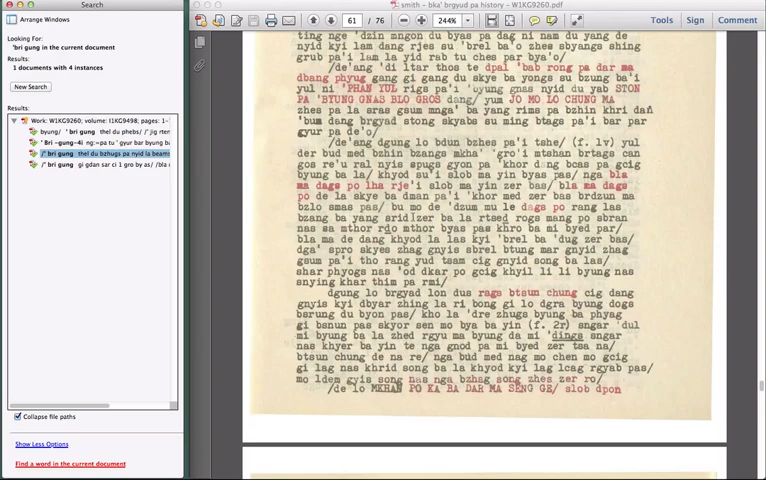 Search
Arrange Windows
Looking For:
'bri gung in the current document
Results:
1 documents with 4 instances
New Search
Results:
Work: W1KG9260; volume: I1KG9498; pages: 1-
byung/ 'bri gung thel du phebs/ /'jig rten
'Bri-gung-4i ng:=pa tu' gyur bar byung b
/' bri gung thel du bzhugs pa nyid la beams
/' bri gung gi gdan sar ci 1 gro by as/ /bla
Collapse file paths
Show Less Options
Find a word in the current document
smith - bka' brgyud pa history - W1KG9260.pdf
61 / 76
244%
Tools
Sign
Comment
ting nge 'dzin mngon du byas pa dag ni nam du yang de
nyid kyi lam dang rjes su 'brel ba'o zhes sbyangs shing
grub pa'i lam la yid rab tu ches par bya'o/
/de'ang 'di ltar thos te dpal 'bab rong pa dar ma
dbang phyug gang gi gang du skye ba yongs su bzung ba'i
yul ni 'PHAN YUL rigs pa'i 'byung gnas nyid du yab STON
PA 'BYUNG GNAS BLO GROS dang/ yum JO MO LO CHUNG MA
zhes pa la sras gsum mnga' ba yang rtsis pa bzhin khri dan
'bum dang brgyad stong skyabs su ming btags pa'i bar par
gyur pa de'o/
/de'ang dgung lo bdun bzhes pa'i tshe/ (f. lv) yul
der bud med bzhin bzangs mkha' 'gro'i mtshan brtags can
gos re'u ral nyis spugs gyon pa 'khor dang bcas pa gcig
byung ba la/ khyod su'i slob ma yin byas pas/ nga bla
ma dags po lha rje'i slob ma yin zer bas/ bla ma dags
po de la skye ba dman pa'i 'khor med zer bas brdzun ma
bzlo smas pas/ bu mo de 'dzum mu le dags po rang las
bzang ba yang srid zer ba la rtsed rogs mang po sbran
nas sa mthor rdo mthor byas pas khro ba mi byed par/
bla ma de dang khyod la las kyi 'brel ba 'dug zer bas/
dga' spro skyes zhag gnyis srel btung mar gnyid zhag
gsum pa'i tho rang yud tsam cig gnyid song ba las/
shar phyogs nas 'od dkar po gcig khyil li li byung nas
snying khar thim pa rmi/
dgung lo brgyad lon dus rags btsun chung cig dang
gnyis kyi dbyar zhing la ri bong gi lo dgra byung dogs
bsrung du byon pas/ kho la 'dre zhugs byung ba phyag
gi bsnun pas skyor sen mo bya ba yin (f. 2r) sngar 'dul
mi byung ba la zhed rgyu ma byung da mi 'dings sngar
nas khyer ba yin te nga gnod pa mi byed zer tsa na/
btsun chung de na re/ nga bud med nag mo chen mo gcig
gi lag nas khrid song ba la khyod kyi lag lcag rgyab pas/
mo ldem gyis song nas nga bzhag song zhes zer ro/
/de lo MKHAN PO KA BA DAR MA SENG GE/ slob dpon